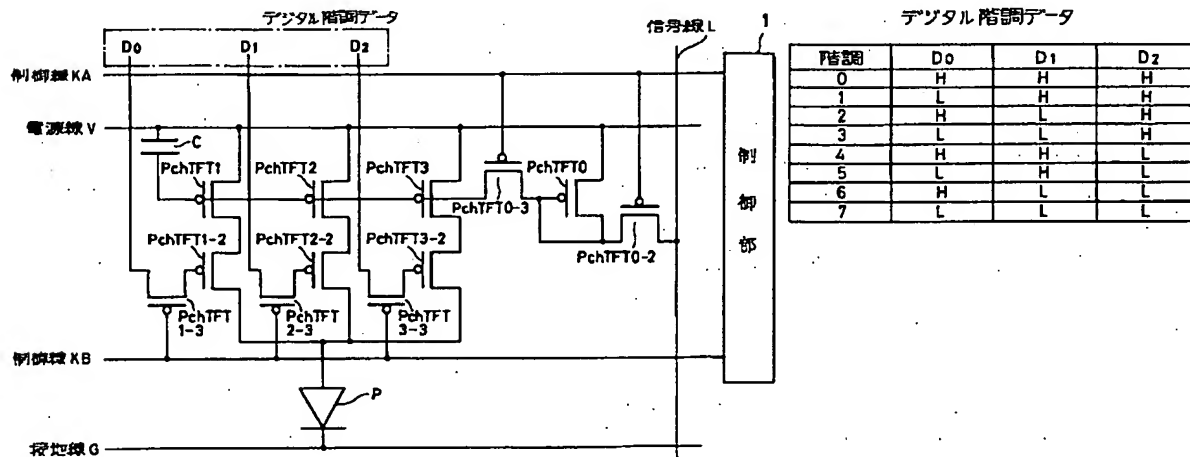 デジタル階調データ
D0 D1 D2
信号線L
1
制御線KA
電源線V
C
PchTFT1
PchTFT2
PchTFT3
PchTFT0
PchTFT0-3
PchTFT1-2
PchTFT2-2
PchTFT3-2
PchTFT0-2
PchTFT
1-3
PchTFT
2-3
PchTFT
3-3
制御線KB
P
接地線G
制御部
デジタル階調データ
階調 D0 D1 D2
0 H H H
1 L H H
2 H L H
3 L L H
4 H H L
5 L H L
6 H L L
7 L L L